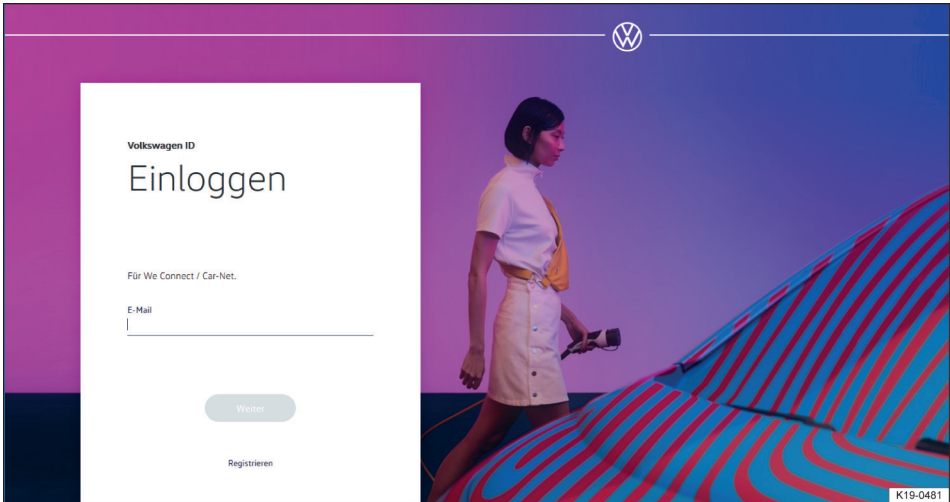 Volkswagen ID
Einloggen
Für We Connect / Car-Net.
E-Mail
Weiter
Registrieren
K19-0481